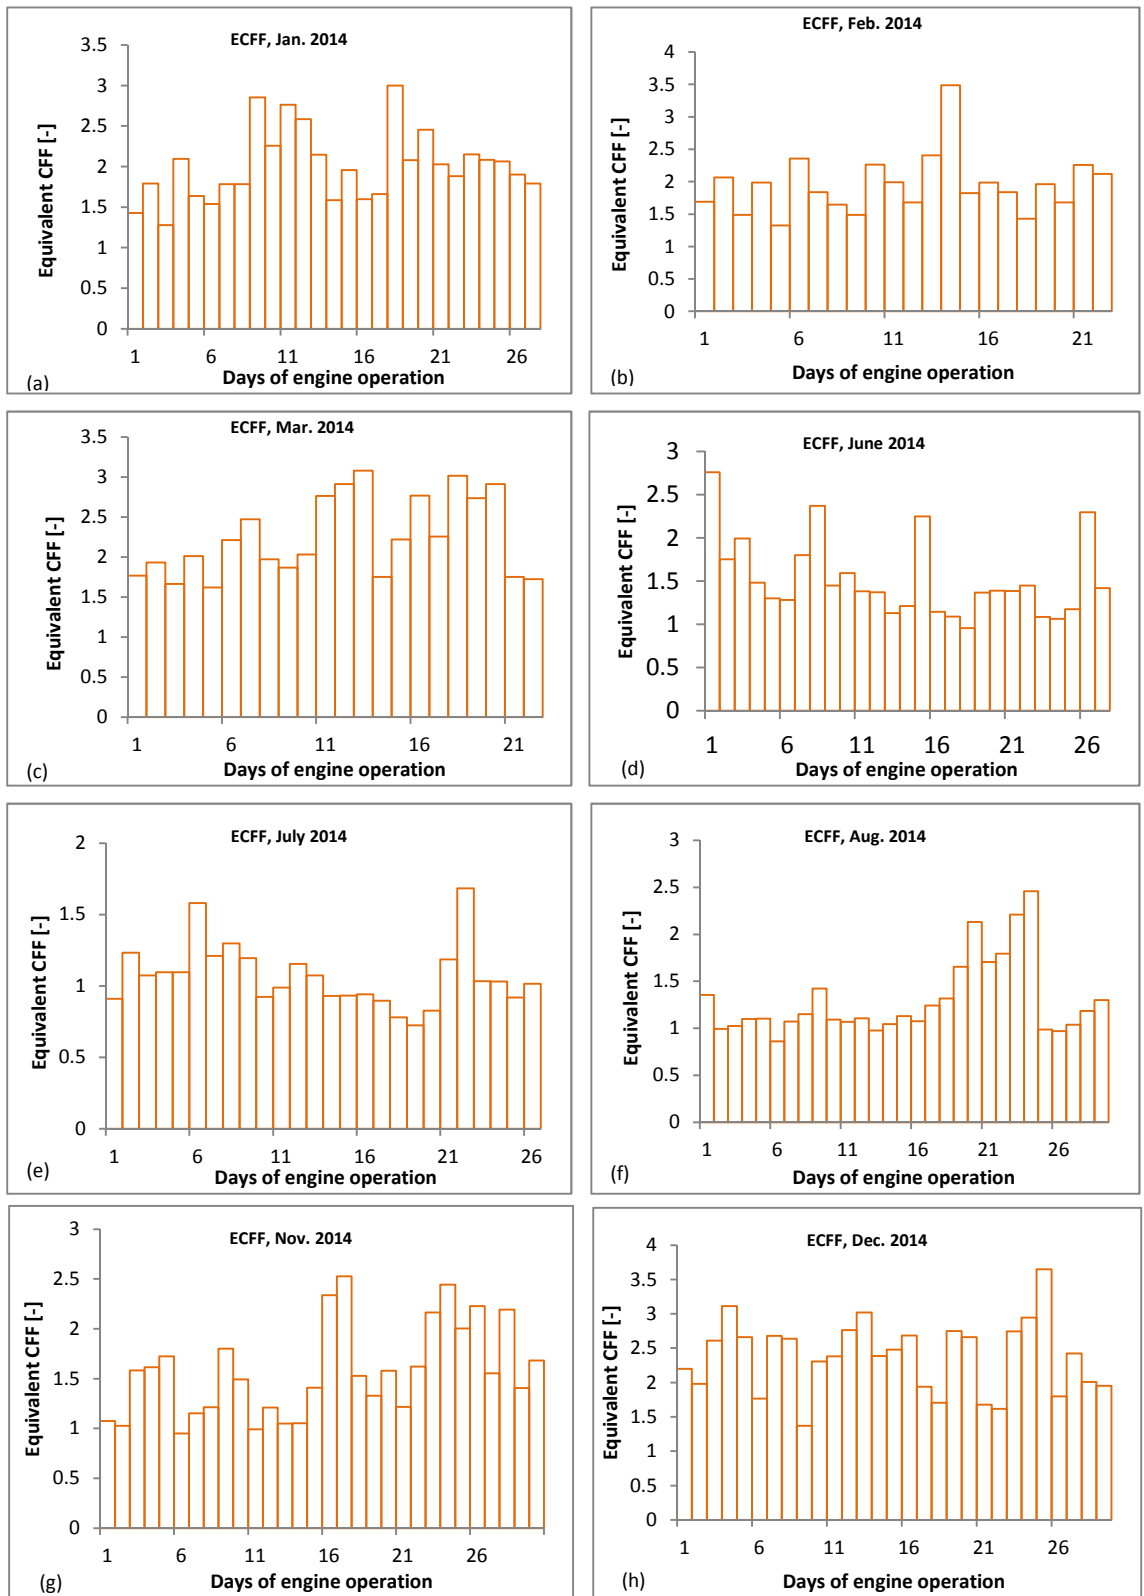 ECFF, Jan. 2014
3.5
3
2.5
2
1.5
1
0.5
0
Equivalent CFF [-]
1 6 11 16 21 26
Days of engine operation
(a)
ECFF, Feb. 2014
4
3.5
3
2.5
2
1.5
1
0.5
0
Equivalent CFF [-]
1 6 11 16 21
Days of engine operation
(b)
ECFF, Mar. 2014
3.5
3
2.5
2
1.5
1
0.5
0
Equivalent CFF [-]
1 6 11 16 21
Days of engine operation
(c)
ECFF, June 2014
3
2.5
2
1.5
1
0.5
0
Equivalent CFF [-]
1 6 11 16 21 26
Days of engine operation
(d)
ECFF, July 2014
2
1.5
1
0.5
0
Equivalent CFF [-]
1 6 11 16 21 26
Days of engine operation
(e)
ECFF, Aug. 2014
3
2.5
2
1.5
1
0.5
0
Equivalent CFF [-]
1 6 11 16 21 26
Days of engine operation
(f)
ECFF, Nov. 2014
3
2.5
2
1.5
1
0.5
0
Equivalent CFF [-]
1 6 11 16 21 26
Days of engine operation
(g)
ECFF, Dec. 2014
4
3.5
3
2.5
2
1.5
1
0.5
0
Equivalent CFF [-]
1 6 11 16 21 26
Days of engine operation
(h)